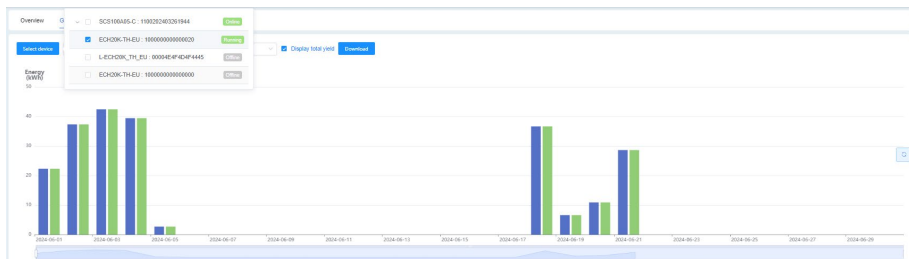 Overview
SCS100A0S-C : 1100202403261944 Online
ECH20K-TH-EU : 1000000000000020 Running
L-ECH20K_TH_EU : 00004E4F4D4F4445 Offline
ECH20K-TH-EU : 1000000000000000 Offline
Select device
Display total yield
Download
Energy
(kWh)
50
40
30
20
10
0
2024-06-01 2024-06-03 2024-06-05 2024-06-07 2024-06-09 2024-06-11 2024-06-13 2024-06-15 2024-06-17 2024-06-19 2024-06-21 2024-06-23 2024-06-25 2024-06-27 2024-06-29